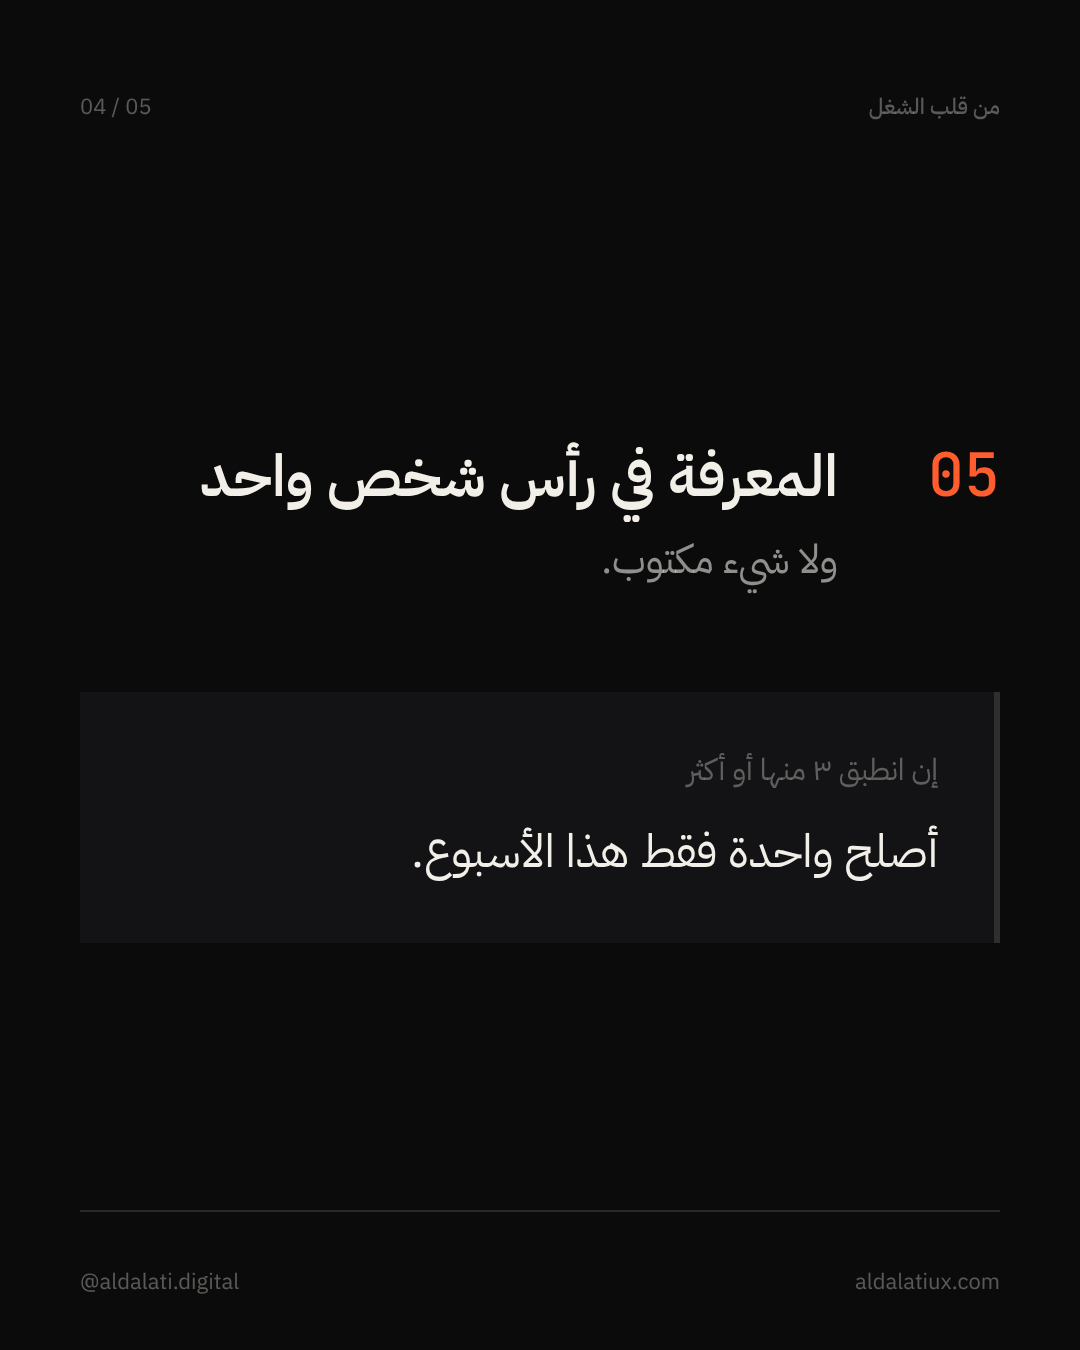 من قلب الشغل
04 / 05
05
المعرفة في رأس شخص واحد
ولا شيء مكتوب.
إن انطبق ٣ منها أو أكثر
أصلح واحدة فقط هذا الأسبوع.
aldalatiux.com
@aldalati.digital